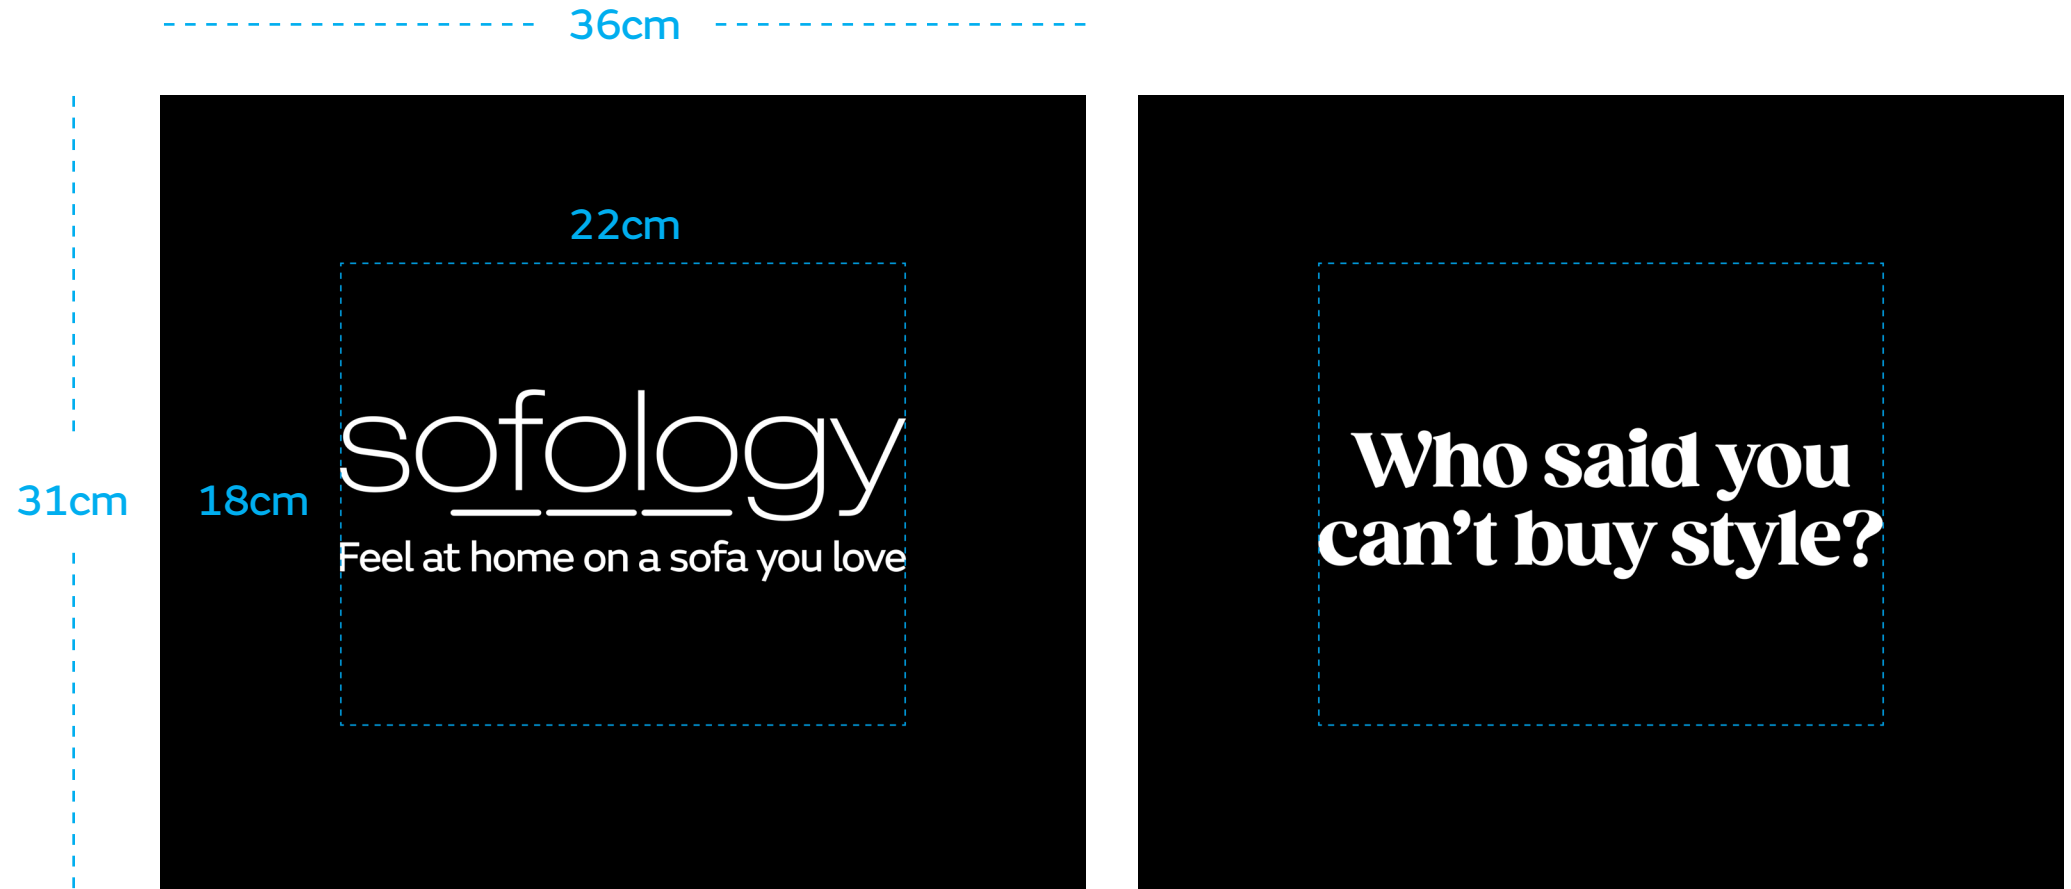 36cm
22cm
31cm
18cm
sofology
Feel at home on a sofa you love
Who said you
can’t buy style?